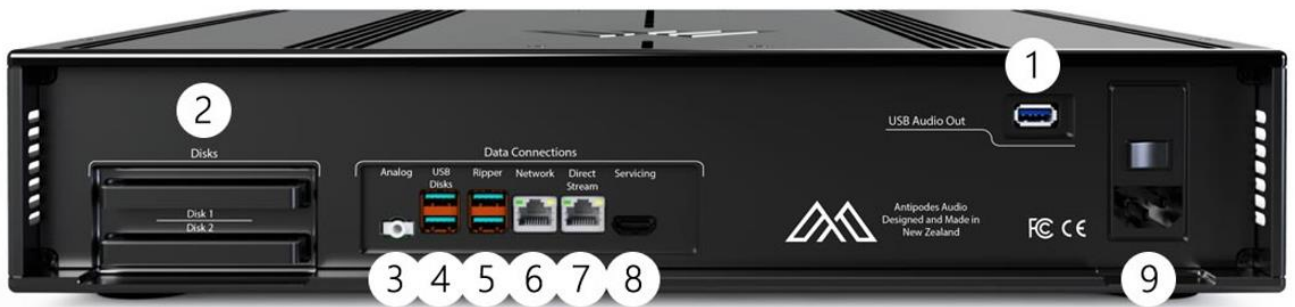 1
2
USB Audio Out
Disks
Data Connections
Analog
USB
Disks
Ripper
Network
Direct
Stream
Servicing
Disk 1
Disk 2
Antipodes Audio
Designed and Made in
New Zealand
FC CE
3
4
5
6
7
8
9